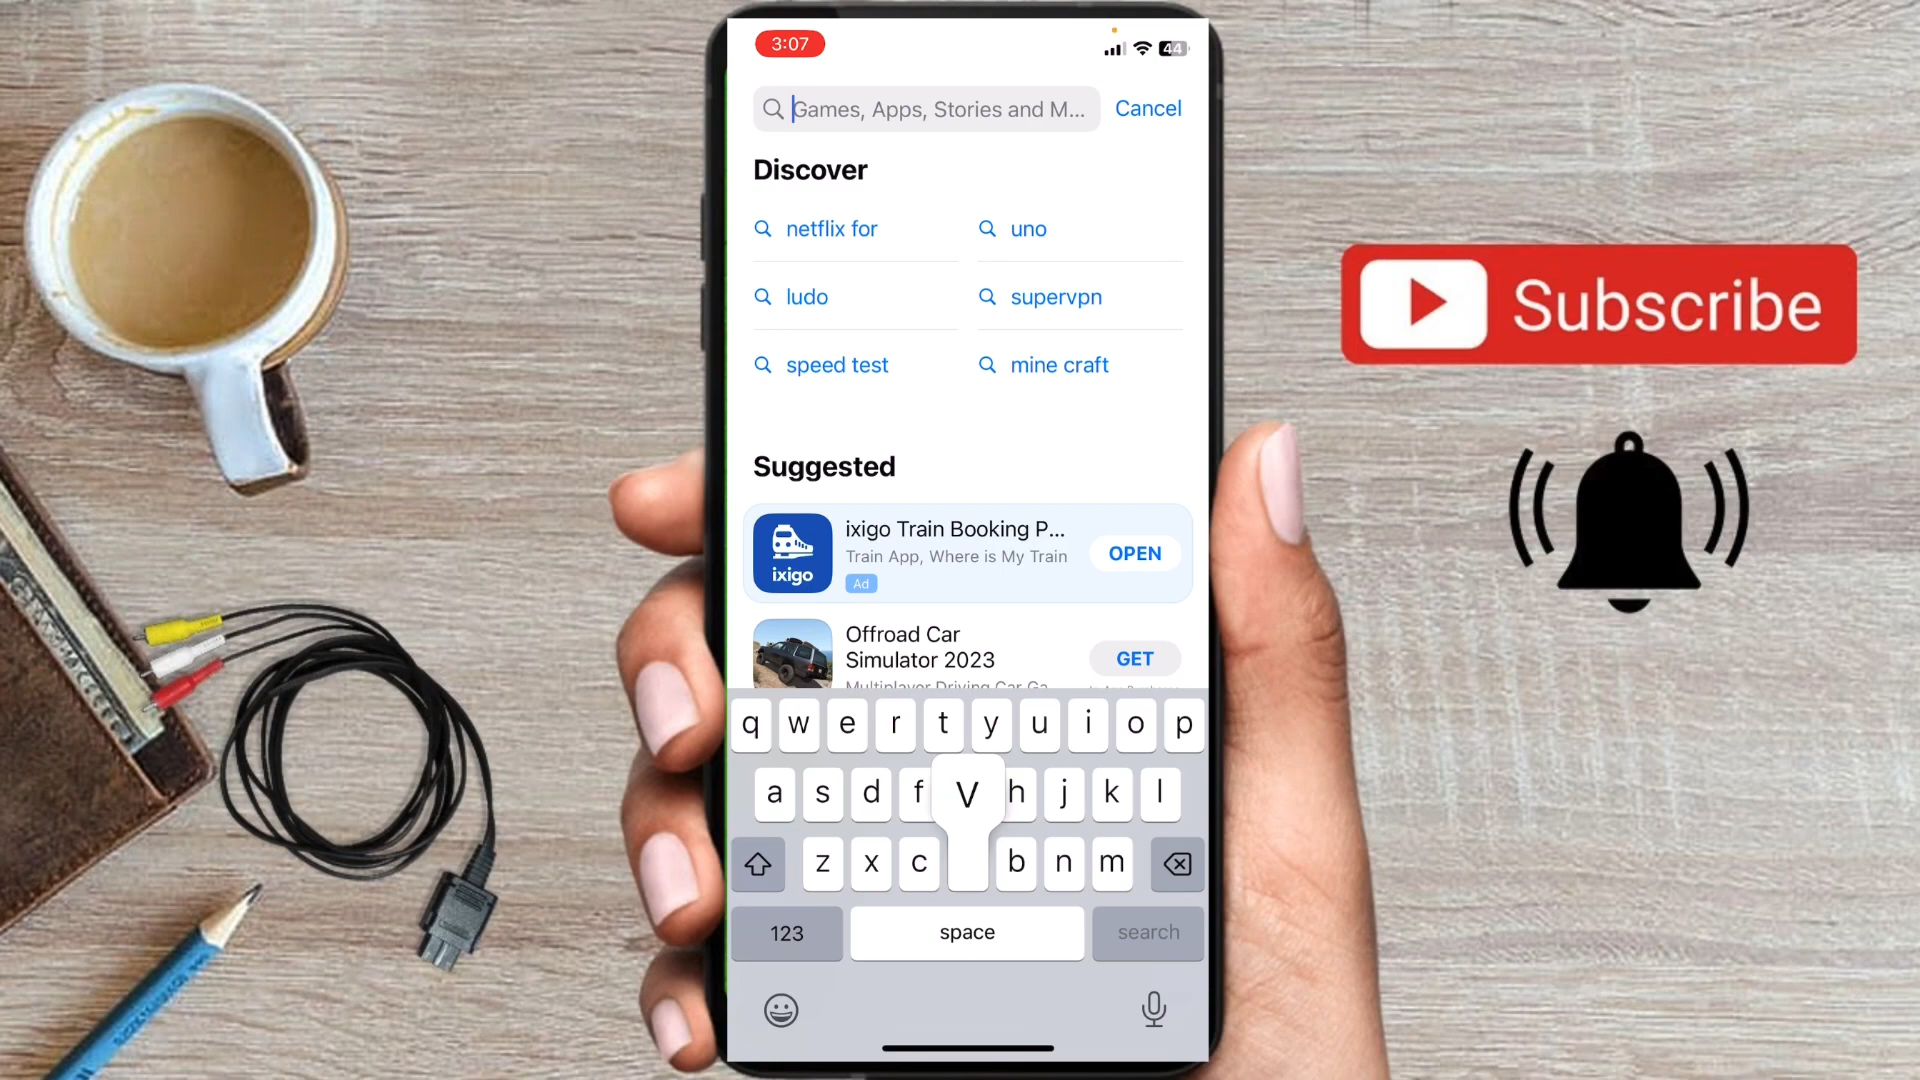 3:07
44
Games, Apps, Stories and M...
Cancel
Discover
netflix for
uno
ludo
supervpn
speed test
mine craft
Suggested
ixigo
ixigo Train Booking P...
Train App, Where is My Train
Ad
OPEN
Offroad Car
Simulator 2023
GET
q w e r t y u i o p
a s d f V h j k l
z x c b n m
123
space
search
Subscribe